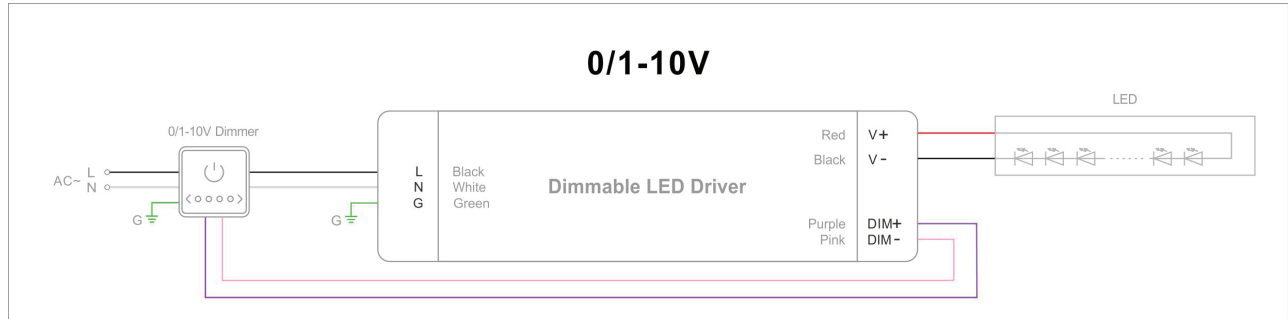 0/1-10V
LED
0/1-10V Dimmer
AC~ L
N
G
G
L Black
N White
G Green
Dimmable LED Driver
Red V+
Black V-
Purple DIM+
Pink DIM-